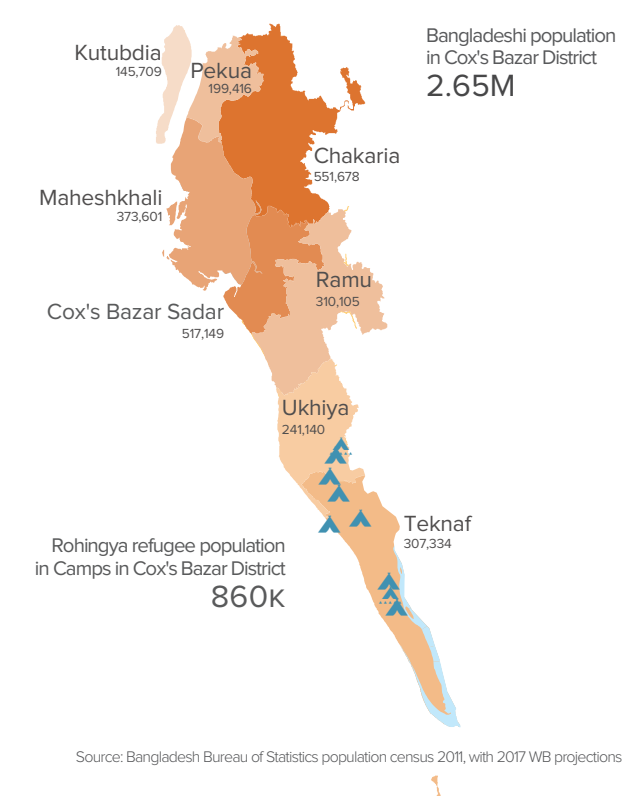 Bangladeshi population
in Cox's Bazar District
2.65M
Kutubdia
145,709
Pekua
199,416
Chakaria
551,678
Maheshkhali
373,601
Ramu
310,105
Cox's Bazar Sadar
517,149
Ukhiya
241,140
Teknaf
307,334
Rohingya refugee population
in Camps in Cox's Bazar District
860K
Source: Bangladesh Bureau of Statistics population census 2011, with 2017 WB projections